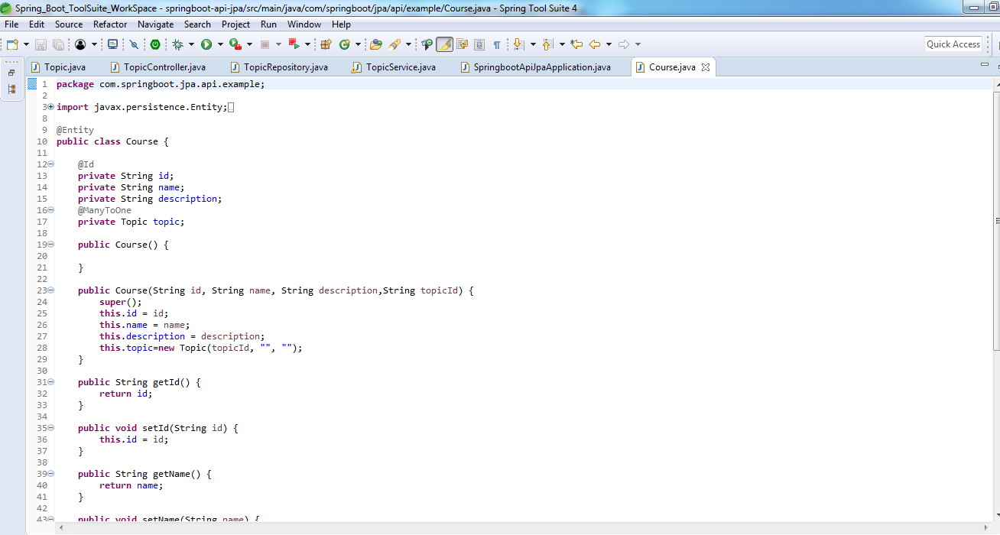 Spring_Boot_ToolSuite_WorkSpace - springboot-api-jpa/src/main/java/com/springboot/jpa/api/example/Course.java - Spring Tool Suite 4
File Edit Source Refactor Navigate Search Project Run Window Help
Quick Access
Topic.java TopicController.java TopicRepository.java TopicService.java SpringbootApiJpaApplication.java Course.java
1 package com.springboot.jpa.api.example;
2
3 import javax.persistence.Entity;
8
9 @Entity
10 public class Course {
11
12 @Id
13 private String id;
14 private String name;
15 private String description;
16 @ManyToOne
17 private Topic topic;
18
19 public Course() {
20
21 }
22
23 public Course(String id, String name, String description,String topicId) {
24 super();
25 this.id = id;
26 this.name = name;
27 this.description = description;
28 this.topic=new Topic(topicId, "", "");
29 }
30
31 public String getId() {
32 return id;
33 }
34
35 public void setId(String id) {
36 this.id = id;
37 }
38
39 public String getName() {
40 return name;
41 }
42
43 public void setName(String name) {